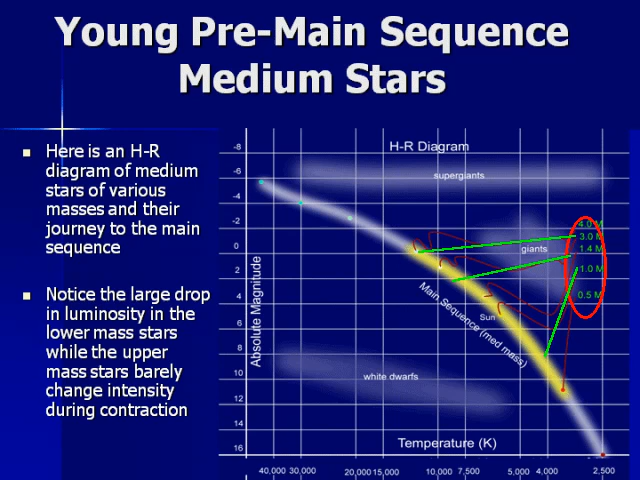 Young Pre-Main Sequence
Medium Stars
Here is an H-R
diagram of medium
stars of various
masses and their
journey to the main
sequence
Notice the large drop
in luminosity in the
lower mass stars
while the upper
mass stars barely
change intensity
during contraction
H-R Diagram
-8
-6
-4
-2
0
2
4
6
8
10
12
14
16
Absolute Magnitude
supergiants
giants
4.0 M
3.0 M
1.4 M
1.0 M
0.5 M
Main Sequence (med mass)
Sun
white dwarfs
Temperature (K)
40,000 30,000 20,000 15,000 10,000 7,500 5,000 4,000 2,500